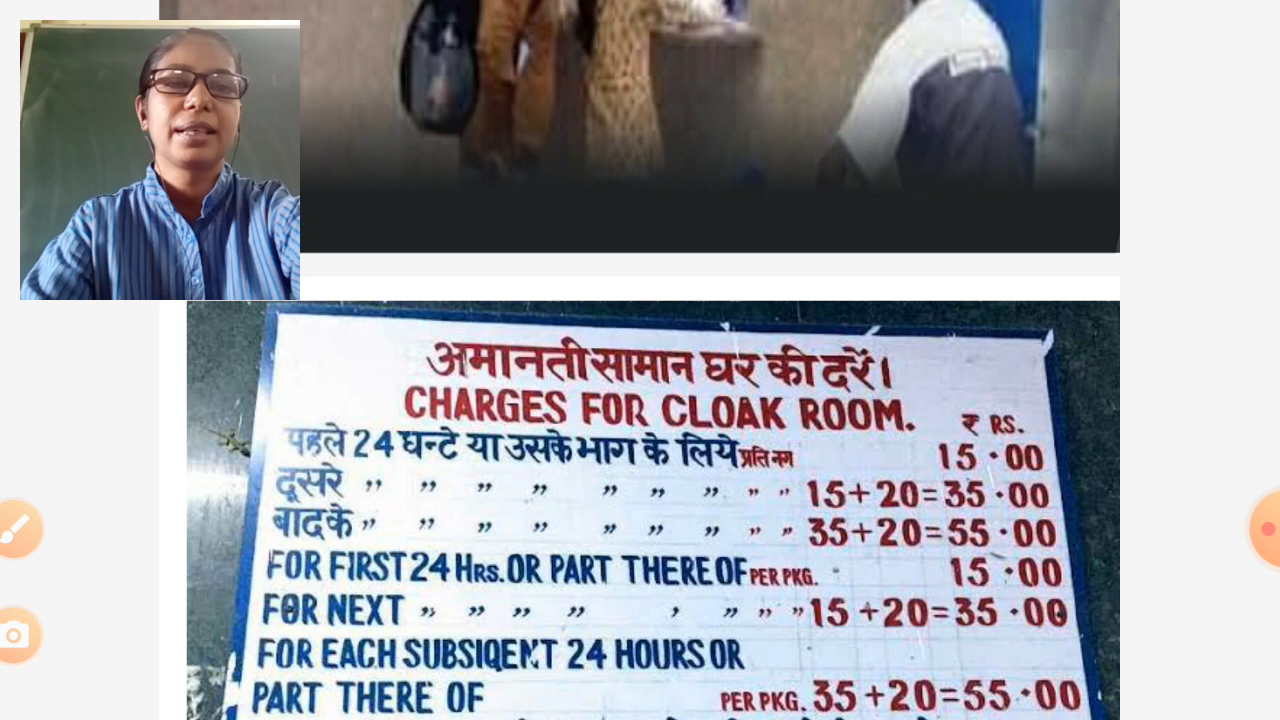 अमानती सामान घर की दरें।
CHARGES FOR CLOAK ROOM. ₹ RS.
पहले 24 घन्टे या उसके भाग के लिये प्रति नग 15.00
दूसरे " " " " " " " " " 15+20=35.00
बादके " " " " " " " " " 35+20=55.00
FOR FIRST 24 HRS. OR PART THERE OF PER PKG. 15.00
FOR NEXT " " " " ' " " " 15+20=35.00
FOR EACH SUBSIQENT 24 HOURS OR
PART THERE OF PER PKG. 35+20=55.00